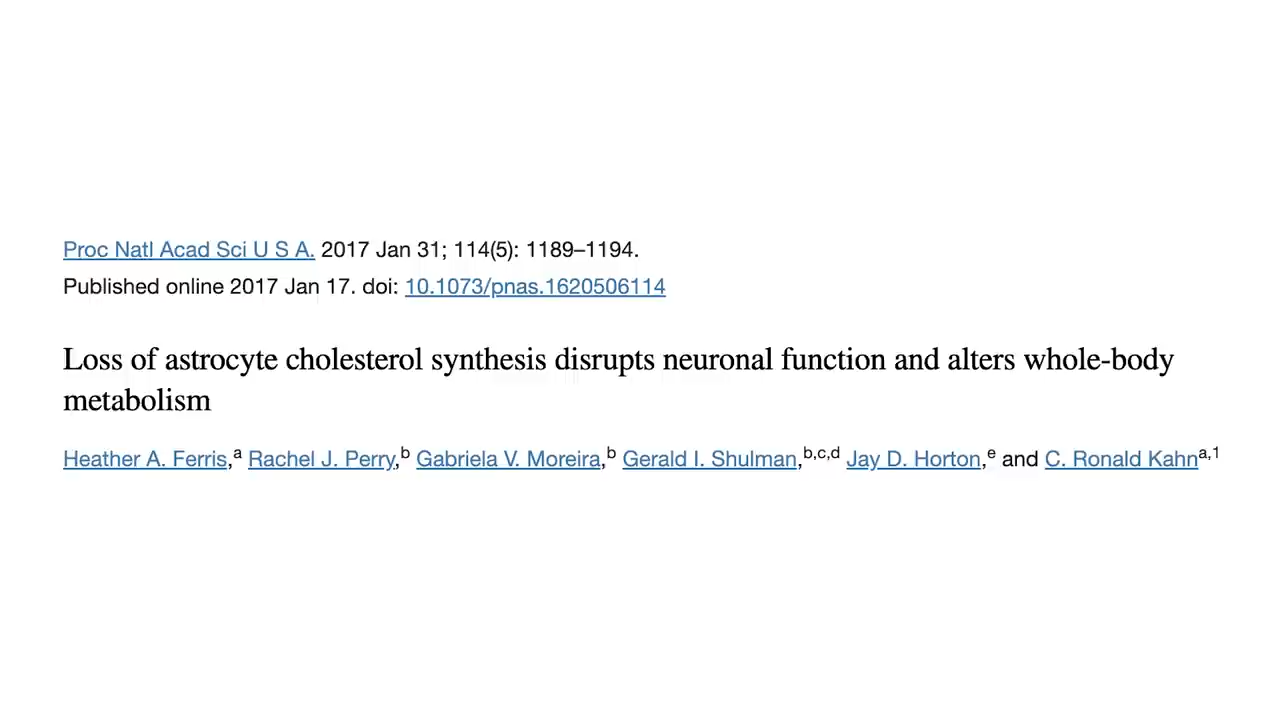 Proc Natl Acad Sci U S A. 2017 Jan 31; 114(5): 1189–1194.
Published online 2017 Jan 17. doi: 10.1073/pnas.1620506114
Loss of astrocyte cholesterol synthesis disrupts neuronal function and alters whole-body
metabolism
Heather A. Ferris,a Rachel J. Perry,b Gabriela V. Moreira,b Gerald I. Shulman,b,c,d Jay D. Horton,e and C. Ronald Kahna,1